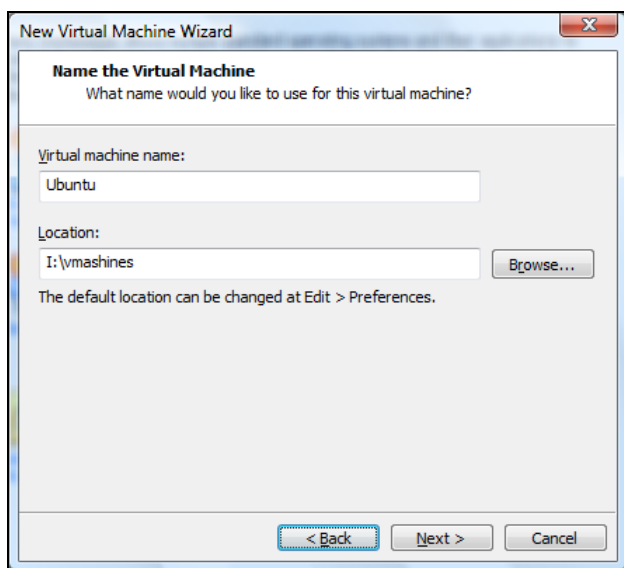 New Virtual Machine Wizard
Name the Virtual Machine
What name would you like to use for this virtual machine?
Virtual machine name:
Ubuntu
Location:
I:\vmashines
Browse...
The default location can be changed at Edit > Preferences.
< Back
Next >
Cancel